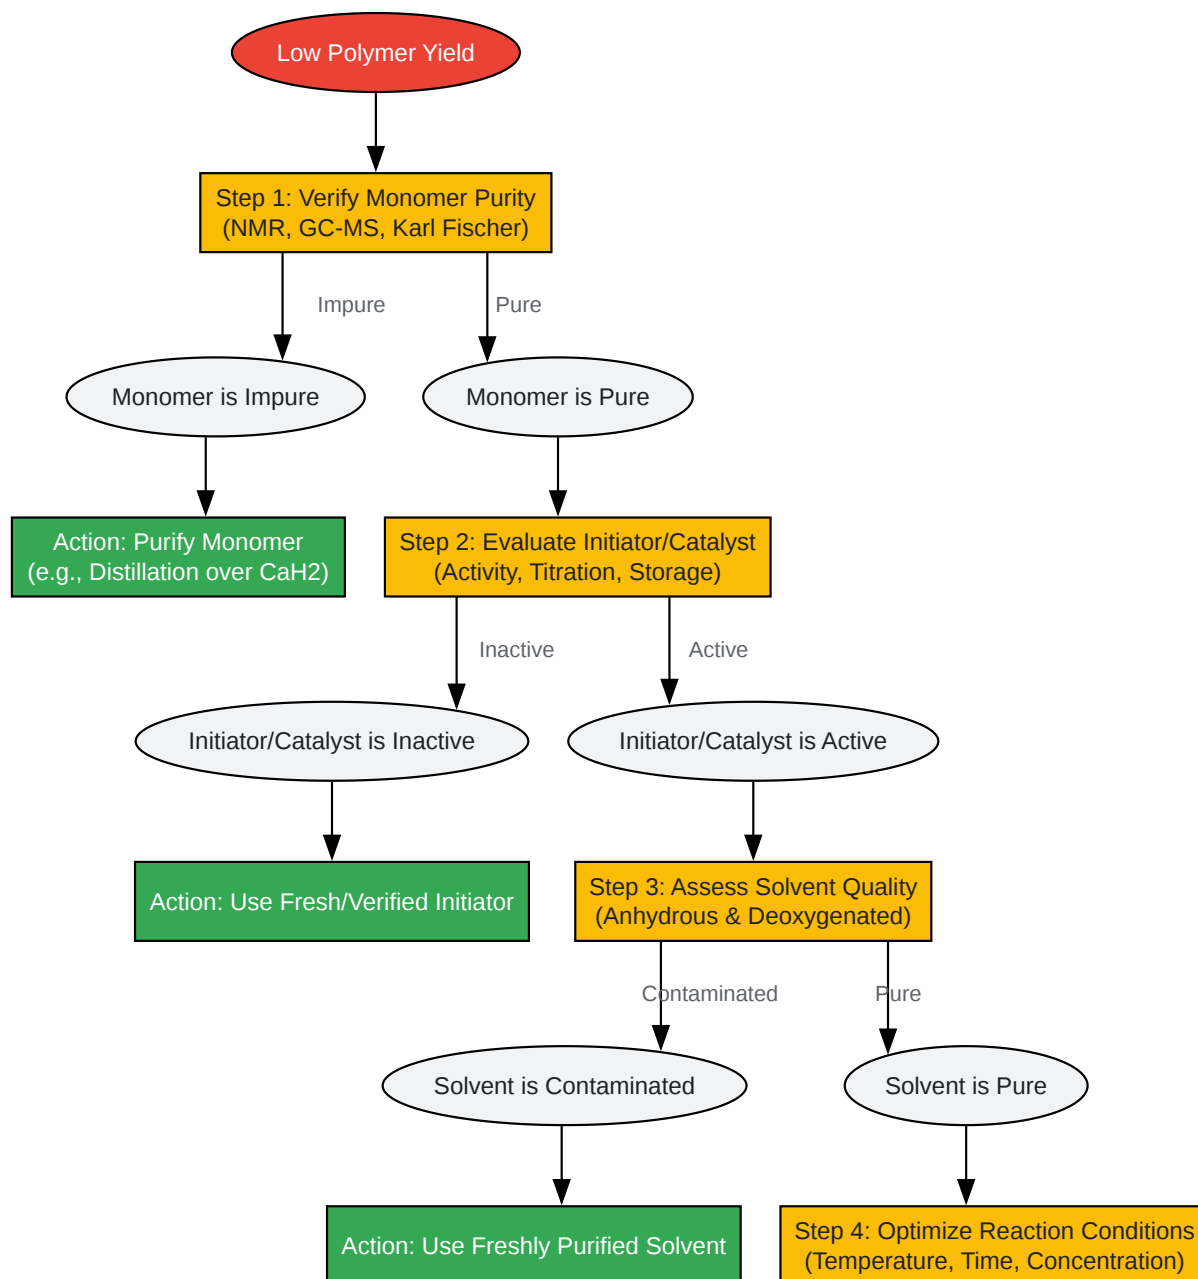 Low Polymer Yield
Step 1: Verify Monomer Purity
(NMR, GC-MS, Karl Fischer)
Impure
Pure
Monomer is Impure
Monomer is Pure
Action: Purify Monomer
(e.g., Distillation over CaH2)
Step 2: Evaluate Initiator/Catalyst
(Activity, Titration, Storage)
Inactive
Active
Initiator/Catalyst is Inactive
Initiator/Catalyst is Active
Action: Use Fresh/Verified Initiator
Step 3: Assess Solvent Quality
(Anhydrous & Deoxygenated)
Contaminated
Pure
Solvent is Contaminated
Solvent is Pure
Action: Use Freshly Purified Solvent
Step 4: Optimize Reaction Conditions
(Temperature, Time, Concentration)